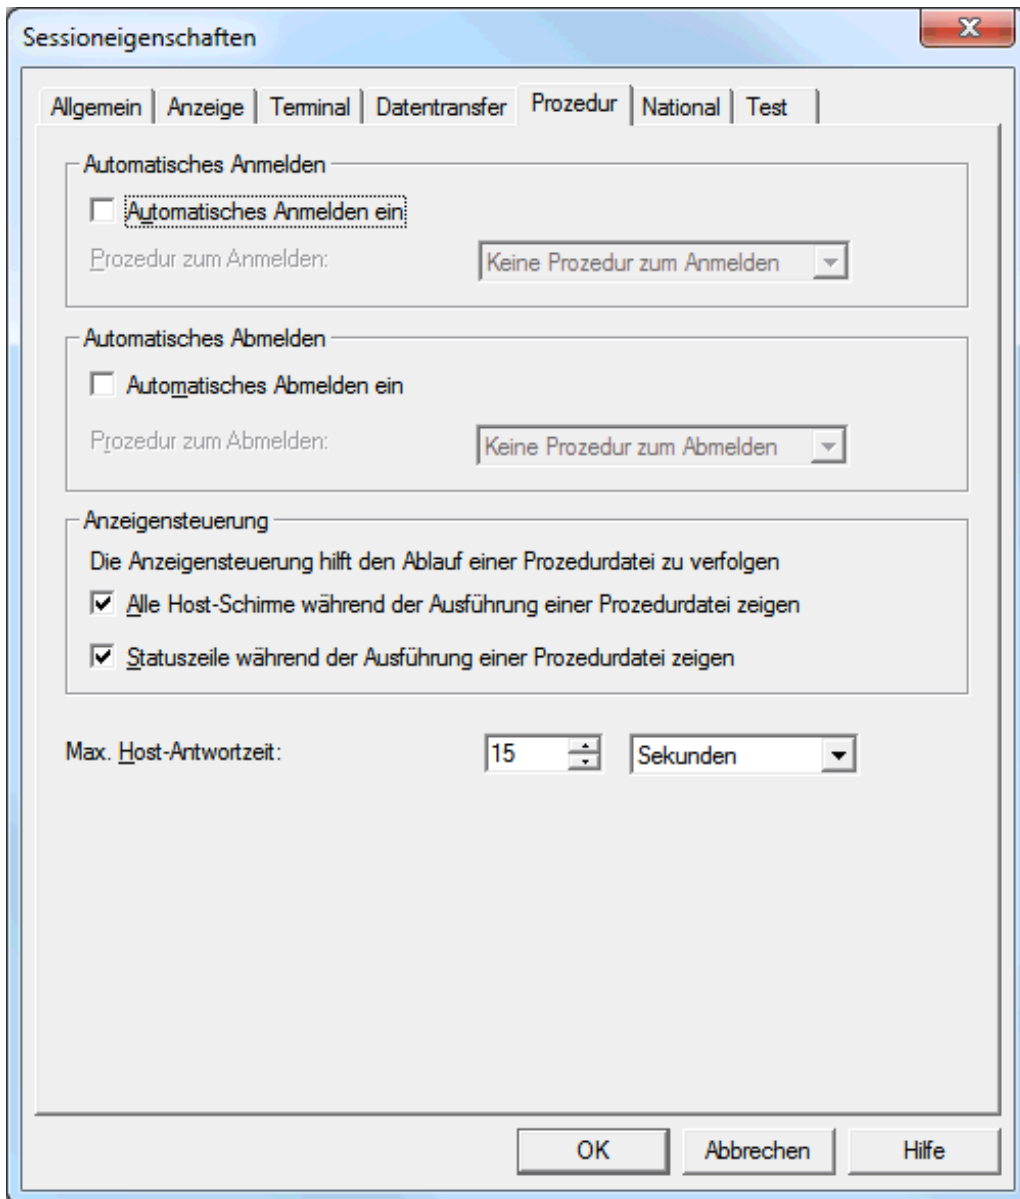 Sessioneigenschaften
Allgemein Anzeige Terminal Datentransfer Prozedur National Test
Automatisches Anmelden
Automatisches Anmelden ein
Prozedur zum Anmelden: Keine Prozedur zum Anmelden
Automatisches Abmelden
Automatisches Abmelden ein
Prozedur zum Abmelden: Keine Prozedur zum Abmelden
Anzeigensteuerung
Die Anzeigensteuerung hilft den Ablauf einer Prozedurdatei zu verfolgen
Alle Host-Schirme während der Ausführung einer Prozedurdatei zeigen
Statuszeile während der Ausführung einer Prozedurdatei zeigen
Max. Host-Antwortzeit: 15 Sekunden
OK Abbrechen Hilfe